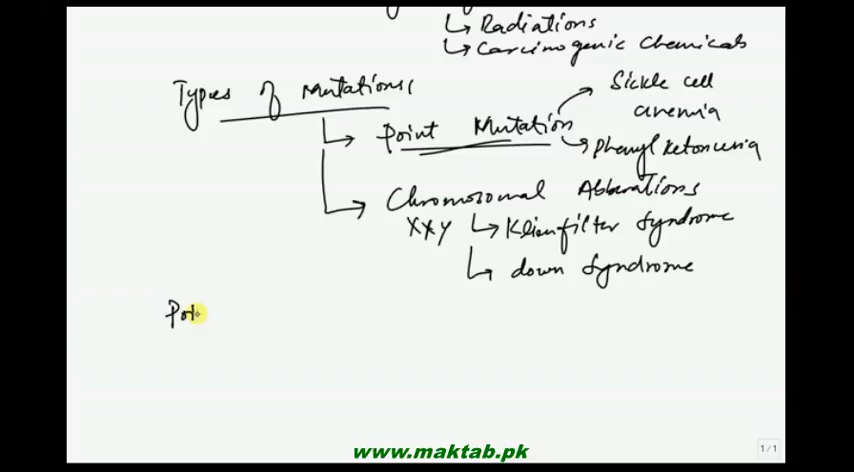 ↳ Radiations
↳ Carcinogenic Chemicals
Types of Mutations
↳ Point Mutation
Sickle cell
anemia
Phenyl Ketonuria
Chromosomal Abberations
XXY ↳ Klienfilter Syndrome
↳ down Syndrome
Poi
www.maktab.pk
1/1